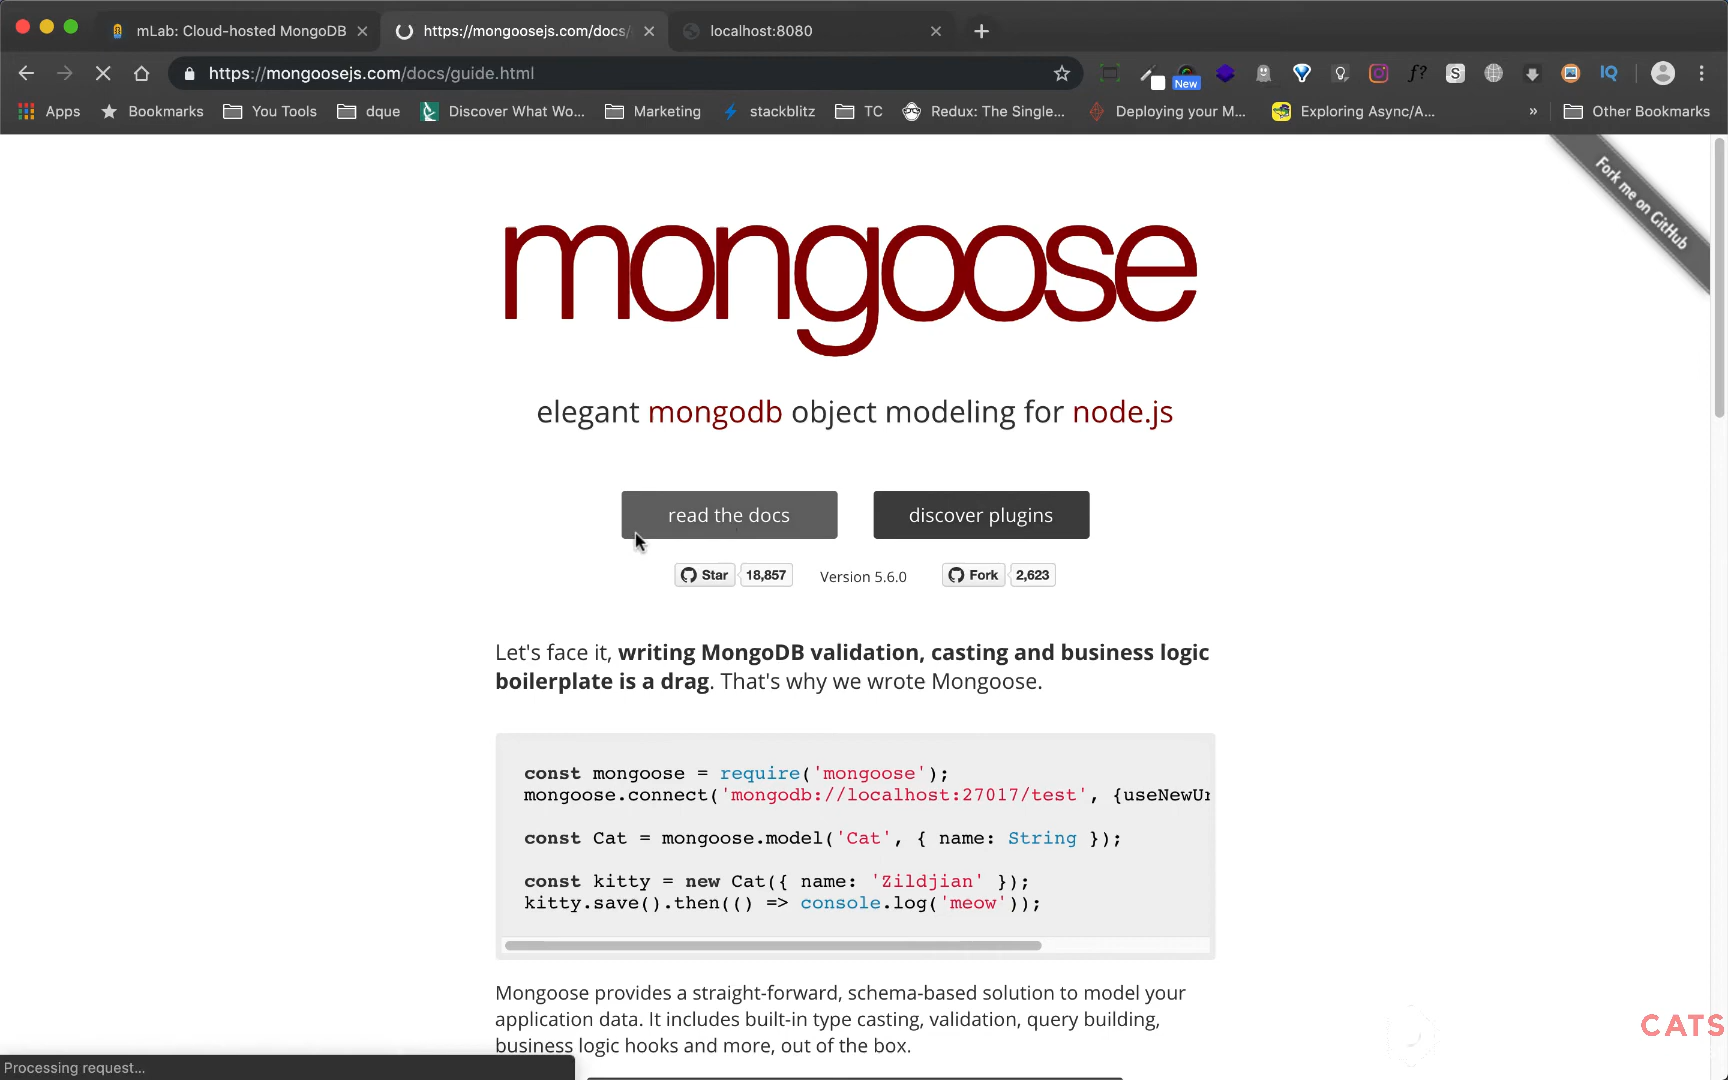 mLab: Cloud-hosted MongoDB
https://mongoosejs.com/docs/
localhost:8080
https://mongoosejs.com/docs/guide.html
New
f?
S
IQ
Apps
Bookmarks
You Tools
dque
Discover What Wo...
Marketing
stackblitz
TC
Redux: The Single...
Deploying your M...
Exploring Async/A...
»
Other Bookmarks
Fork me on GitHub
mongoose
elegant mongodb object modeling for node.js
read the docs
discover plugins
Star 18,857
Version 5.6.0
Fork 2,623
Let's face it, writing MongoDB validation, casting and business logic
boilerplate is a drag. That's why we wrote Mongoose.
const mongoose = require('mongoose');
mongoose.connect('mongodb://localhost:27017/test', {useNewUr
const Cat = mongoose.model('Cat', { name: String });
const kitty = new Cat({ name: 'Zildjian' });
kitty.save().then(() => console.log('meow'));
Mongoose provides a straight-forward, schema-based solution to model your
application data. It includes built-in type casting, validation, query building,
business logic hooks and more, out of the box.
CATS
Processing request...